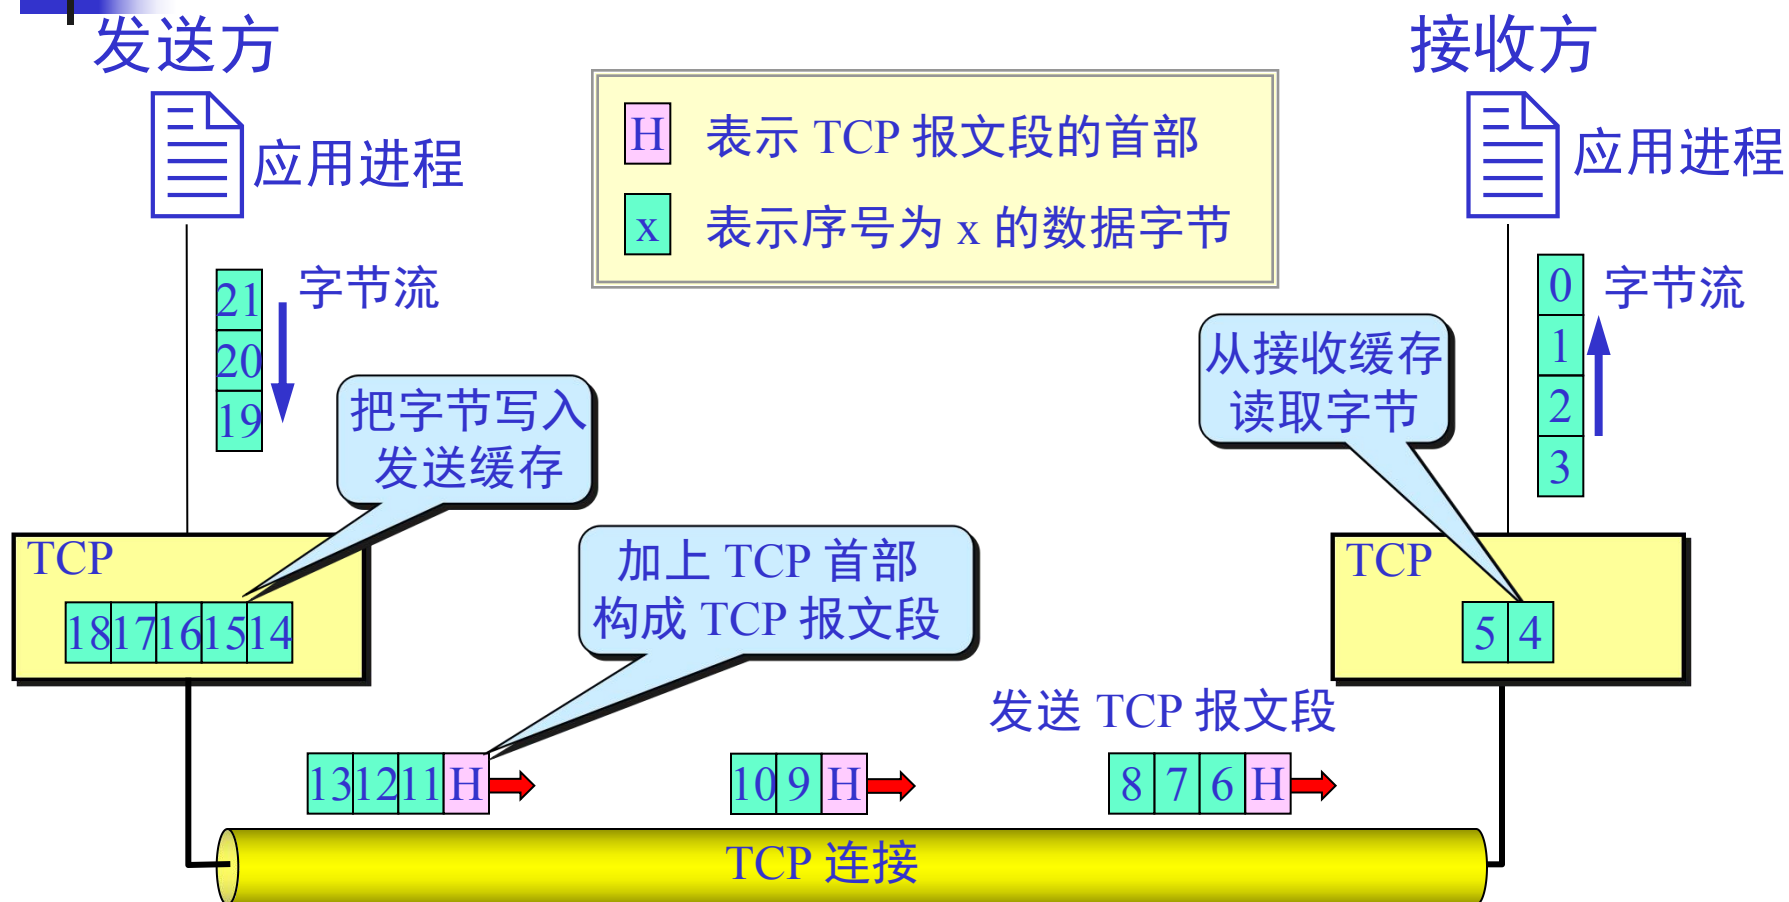 发送方
接收方
H 表示 TCP 报文段的首部
x 表示序号为 x 的数据字节
应用进程
应用进程
21
20
19
字节流
0
1
2
3
字节流
把字节写入
发送缓存
从接收缓存
读取字节
TCP
18 17 16 15 14
加上 TCP 首部
构成 TCP 报文段
TCP
5 4
发送 TCP 报文段
13 12 11 H
10 9 H
8 7 6 H
TCP 连接